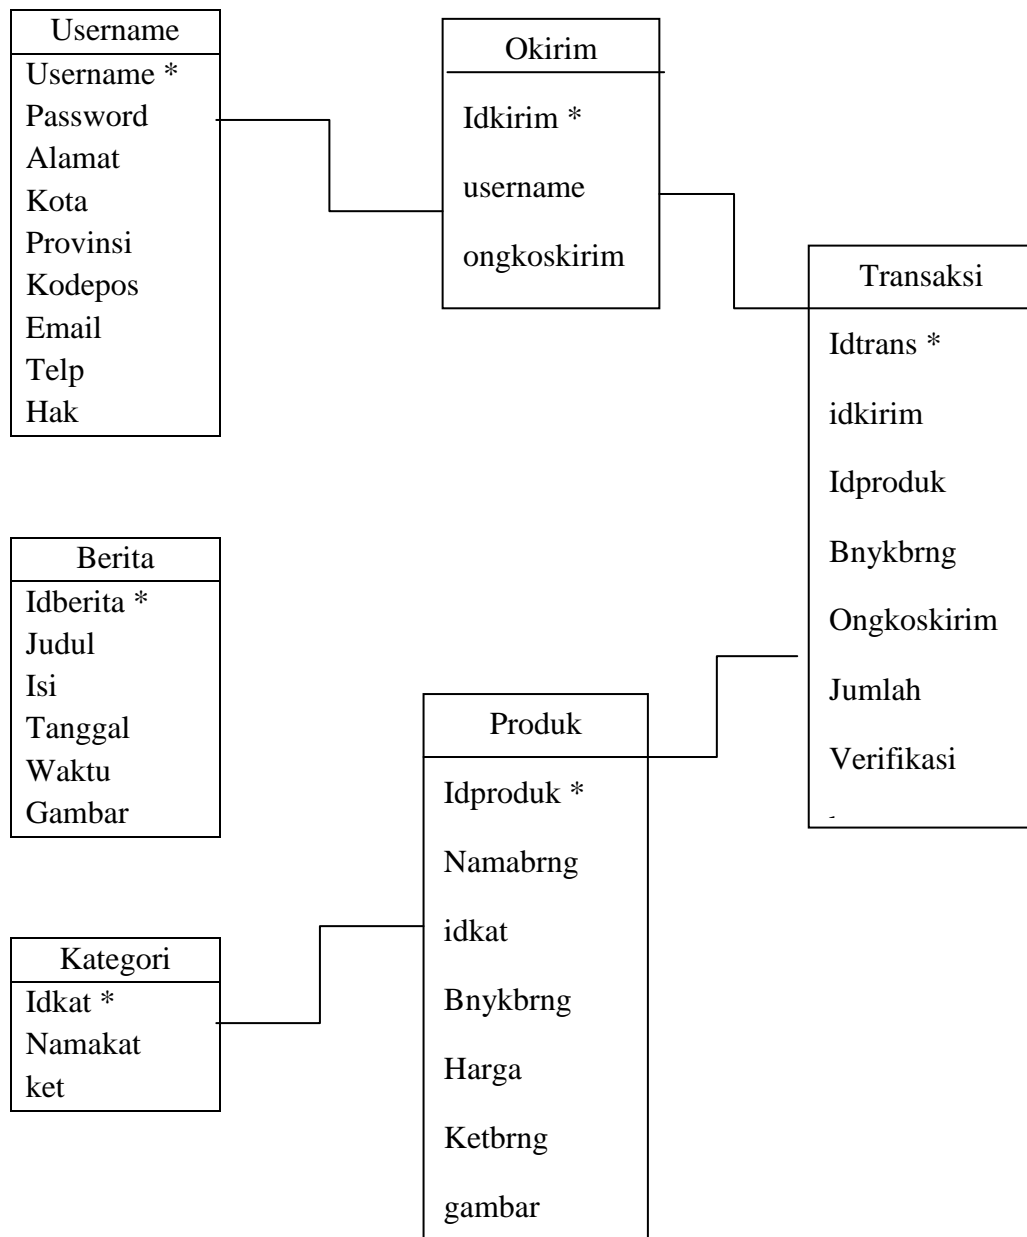 Username
Username *
Password
Alamat
Kota
Provinsi
Kodepos
Email
Telp
Hak
Okirim
Idkirim *
username
ongkoskirim
Transaksi
Idtrans *
idkirim
Idproduk
Bnykbrng
Ongkoskirim
Jumlah
Verifikasi
Berita
Idberita *
Judul
Isi
Tanggal
Waktu
Gambar
Produk
Idproduk *
Namabrng
idkat
Bnykbrng
Harga
Ketbrng
gambar
Kategori
Idkat *
Namakat
ket